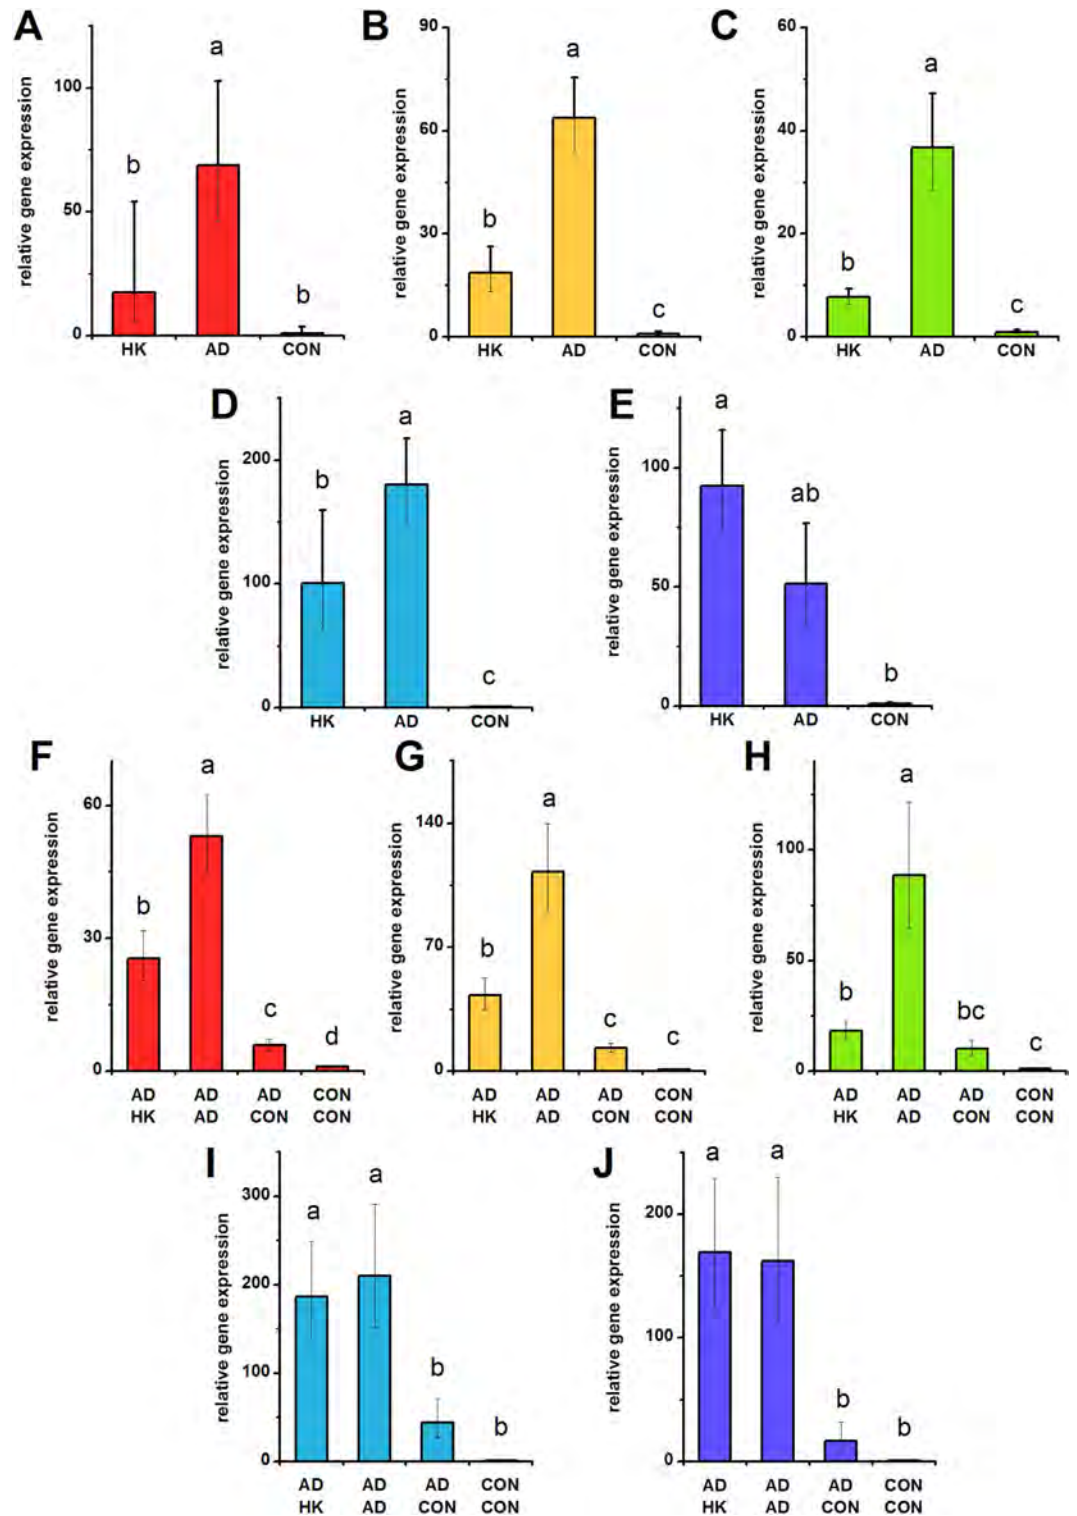 A
relative gene expression
100
50
0
b
a
b
HK AD CON
B
relative gene expression
90
60
30
0
b
a
c
HK AD CON
C
relative gene expression
60
40
20
0
b
a
c
HK AD CON
D
relative gene expression
200
100
0
b
a
c
HK AD CON
E
relative gene expression
100
50
0
a
ab
b
HK AD CON
F
relative gene expression
60
30
0
b
a
c
d
AD AD AD CON
HK AD CON CON
G
relative gene expression
140
70
0
b
a
c
c
AD AD AD CON
HK AD CON CON
H
relative gene expression
100
50
0
b
a
bc
c
AD AD AD CON
HK AD CON CON
I
relative gene expression
300
200
100
0
a
a
b
b
AD AD AD CON
HK AD CON CON
J
relative gene expression
200
100
0
a
a
b
b
AD AD AD CON
HK AD CON CON